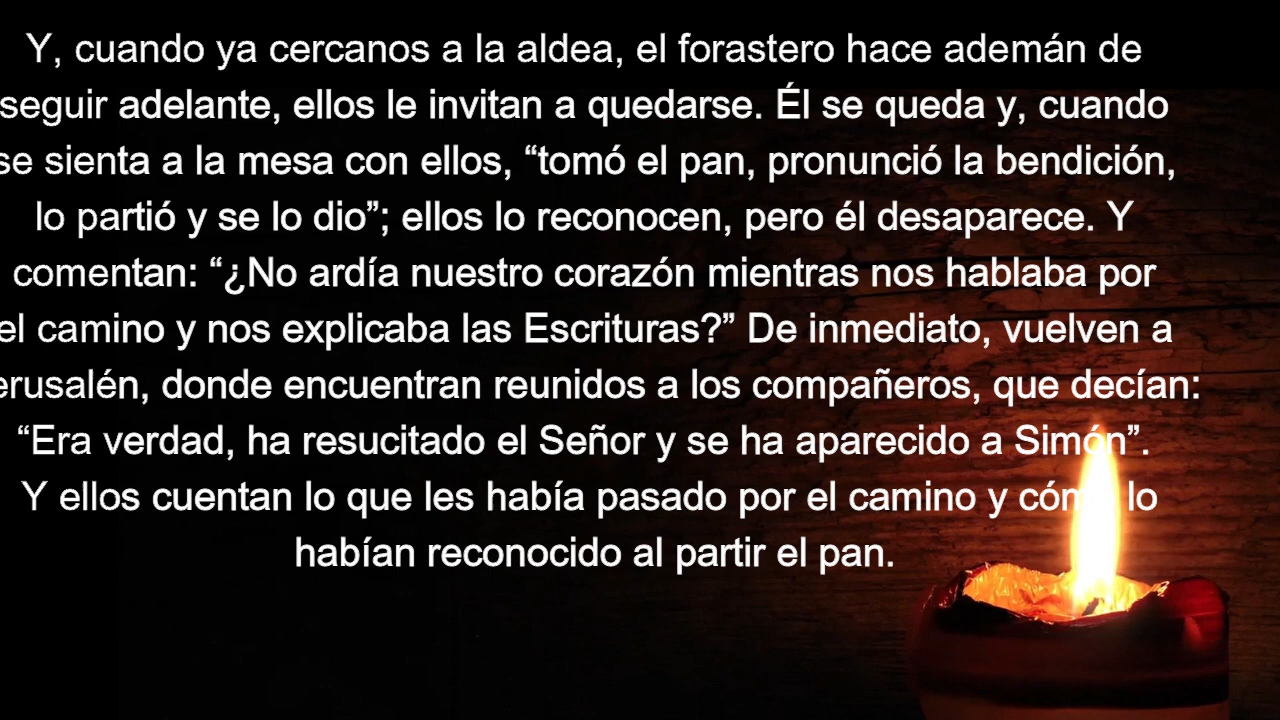 Y, cuando ya cercanos a la aldea, el forastero hace ademán de
seguir adelante, ellos le invitan a quedarse. Él se queda y, cuando
se sienta a la mesa con ellos, “tomó el pan, pronunció la bendición,
lo partió y se lo dio”; ellos lo reconocen, pero él desaparece. Y
comentan: “¿No ardía nuestro corazón mientras nos hablaba por
el camino y nos explicaba las Escrituras?” De inmediato, vuelven a
erusalén, donde encuentran reunidos a los compañeros, que decían:
“Era verdad, ha resucitado el Señor y se ha aparecido a Simón”.
Y ellos cuentan lo que les había pasado por el camino y cómo lo
habían reconocido al partir el pan.